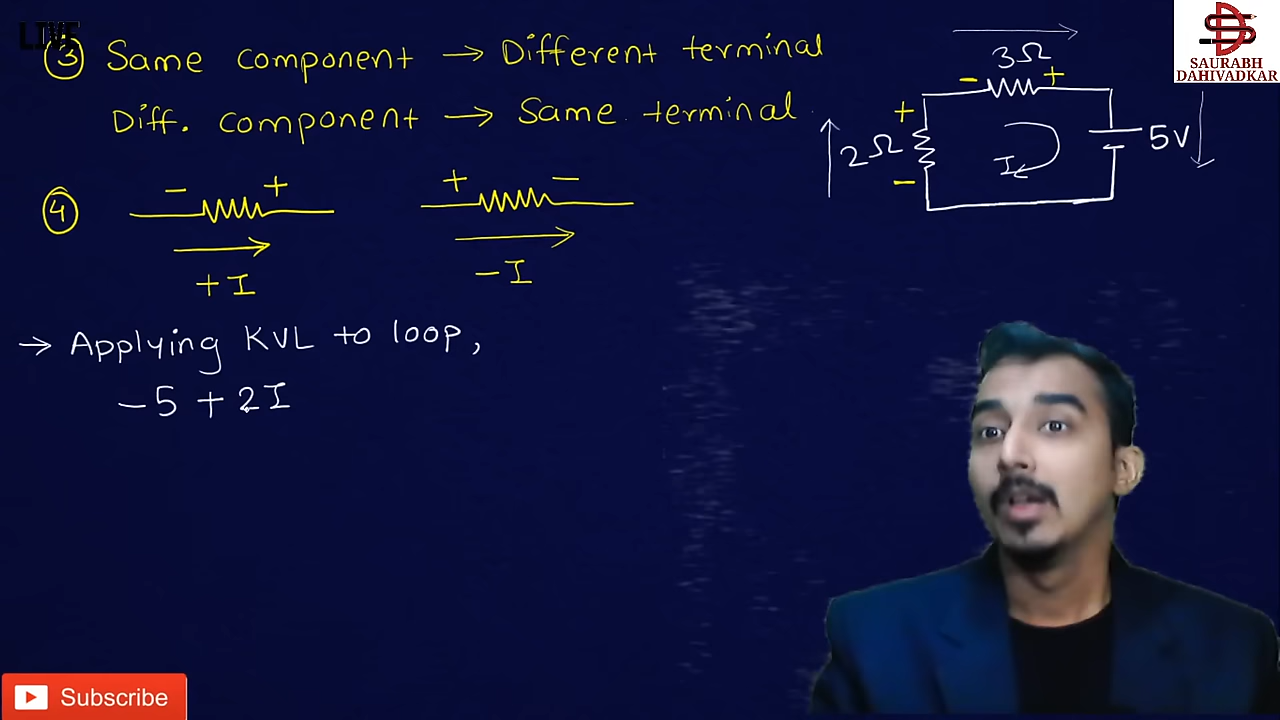 LIVE
③ Same component → Different terminal
Diff. component → Same terminal
④ - + + -
+I -I
→ Applying KVL to loop,
-5 + 2I
3Ω
- +
+
2Ω
-
I
5V
SAURABH
DAHIVADKAR
Subscribe